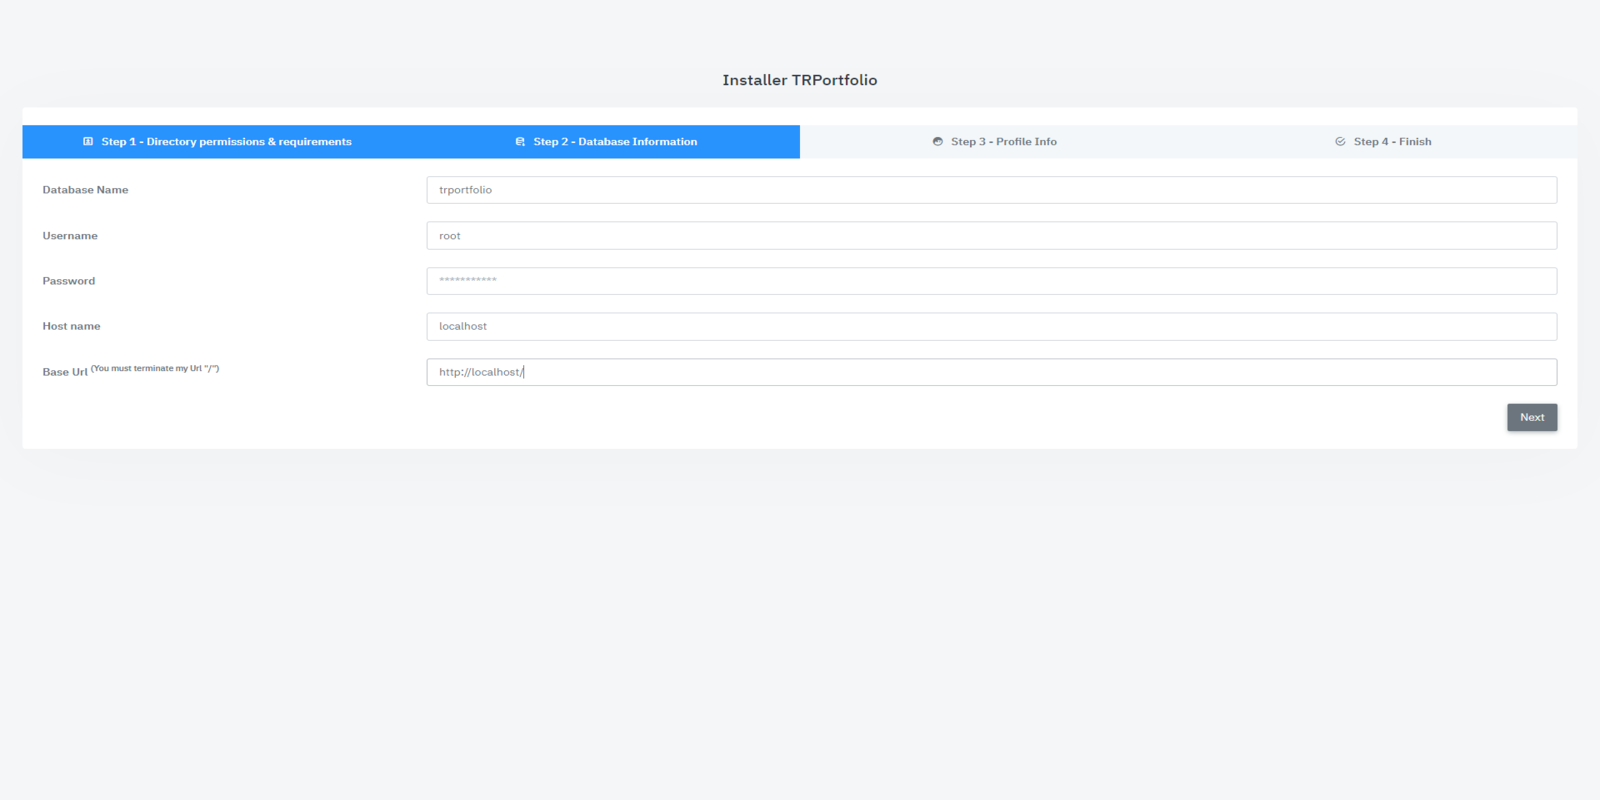 Installer TRPortfolio
Step 1 - Directory permissions & requirements
Step 2 - Database Information
Step 3 - Profile Info
Step 4 - Finish
Database Name
trportfolio
Username
root
Password
***********
Host name
localhost
Base Url (You must terminate my Url "/")
http://localhost/
Next